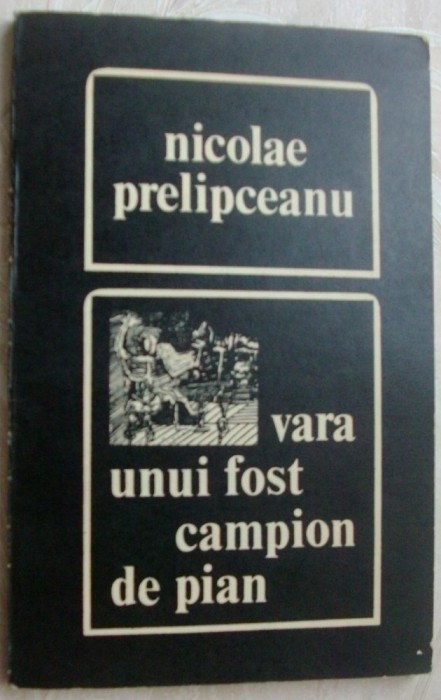 nicolae
prelipceanu
vara
unui fost
campion
de pian